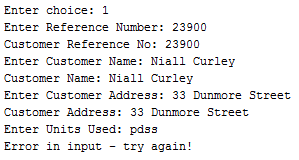 Enter choice: 1
Enter Reference Number: 23900
Customer Reference No: 23900
Enter Customer Name: Niall Curley
Customer Name: Niall Curley
Enter Customer Address: 33 Dunmore Street
Customer Address: 33 Dunmore Street
Enter Units Used: pdss
Error in input - try again!